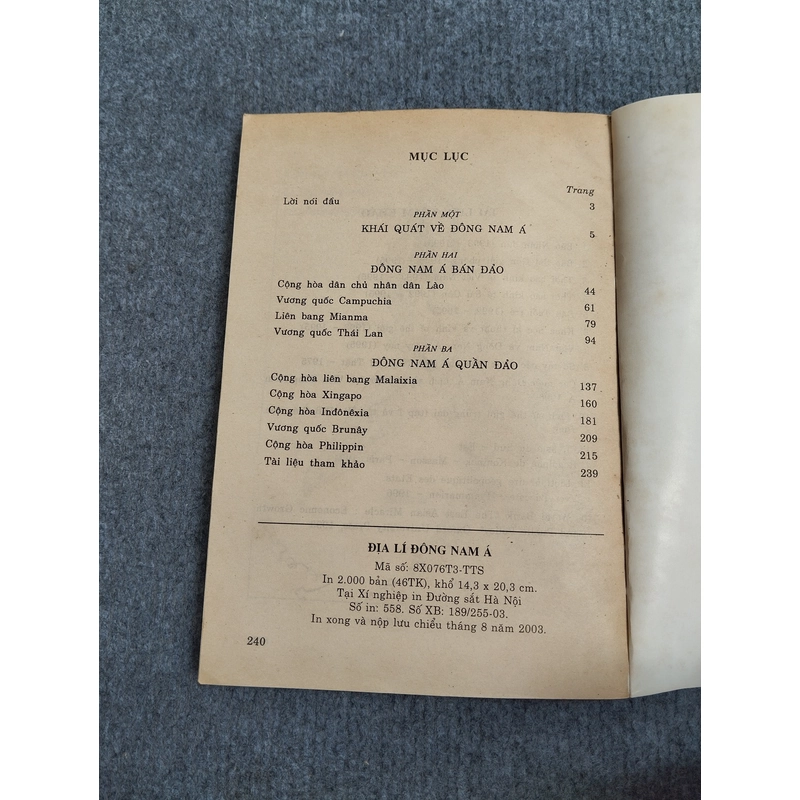 MỤC LỤC
Trang
Lời nói đầu 3
PHẦN MỘT
KHÁI QUÁT VỀ ĐÔNG NAM Á 5
PHẦN HAI
ĐÔNG NAM Á BÁN ĐẢO
Cộng hòa dân chủ nhân dân Lào 44
Vương quốc Campuchia 61
Liên bang Mianma 79
Vương quốc Thái Lan 94
PHẦN BA
ĐÔNG NAM Á QUẦN ĐẢO
Cộng hòa liên bang Malaixia 137
Cộng hòa Xingapo 160
Cộng hòa Inđônêxia 181
Vương quốc Brunây 209
Cộng hòa Philippin 215
Tài liệu tham khảo 239
ĐỊA LÍ ĐÔNG NAM Á
Mã số: 8X076T3-TTS
In 2.000 bản (46TK), khổ 14,3 x 20,3 cm.
Tại Xí nghiệp in Đường sắt Hà Nội
Số in: 558. Số XB: 189/255-03.
In xong và nộp lưu chiểu tháng 8 năm 2003.
240